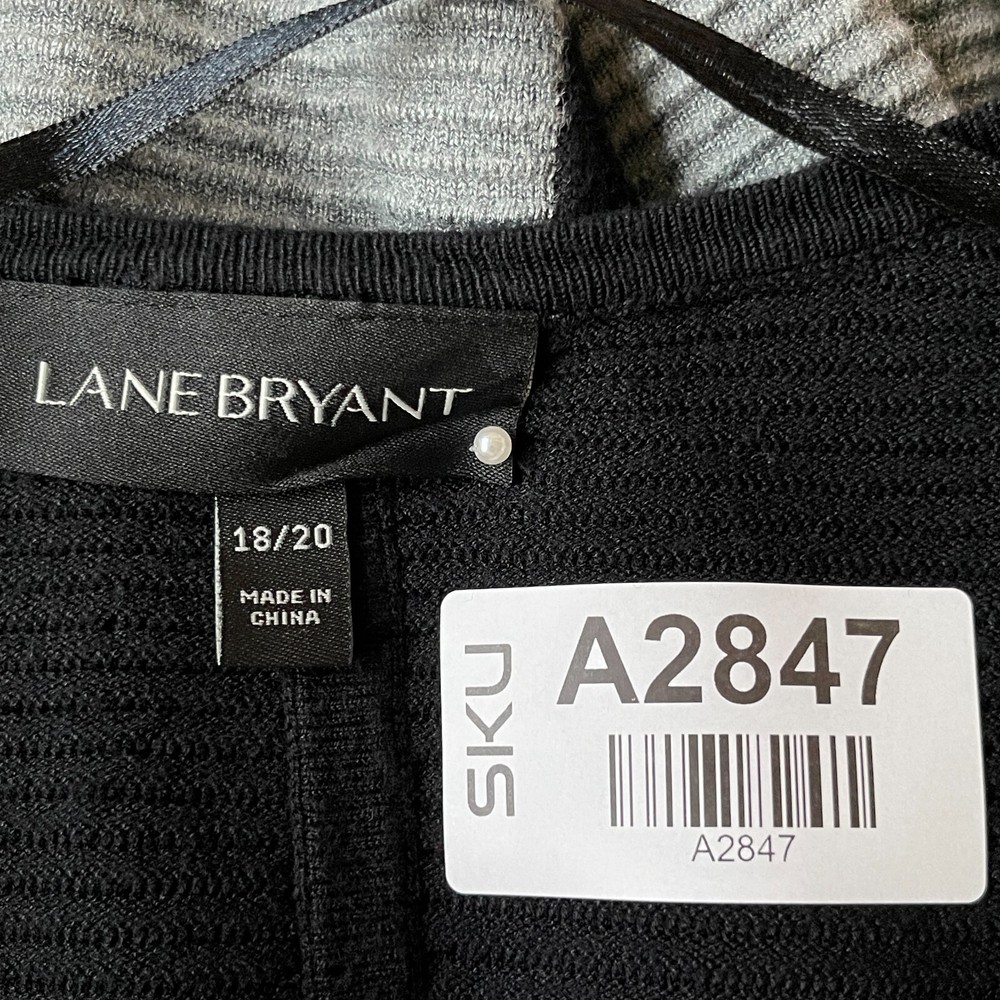 LANE BRYANT
18/20
MADE IN
CHINA
SKU
A2847
A2847